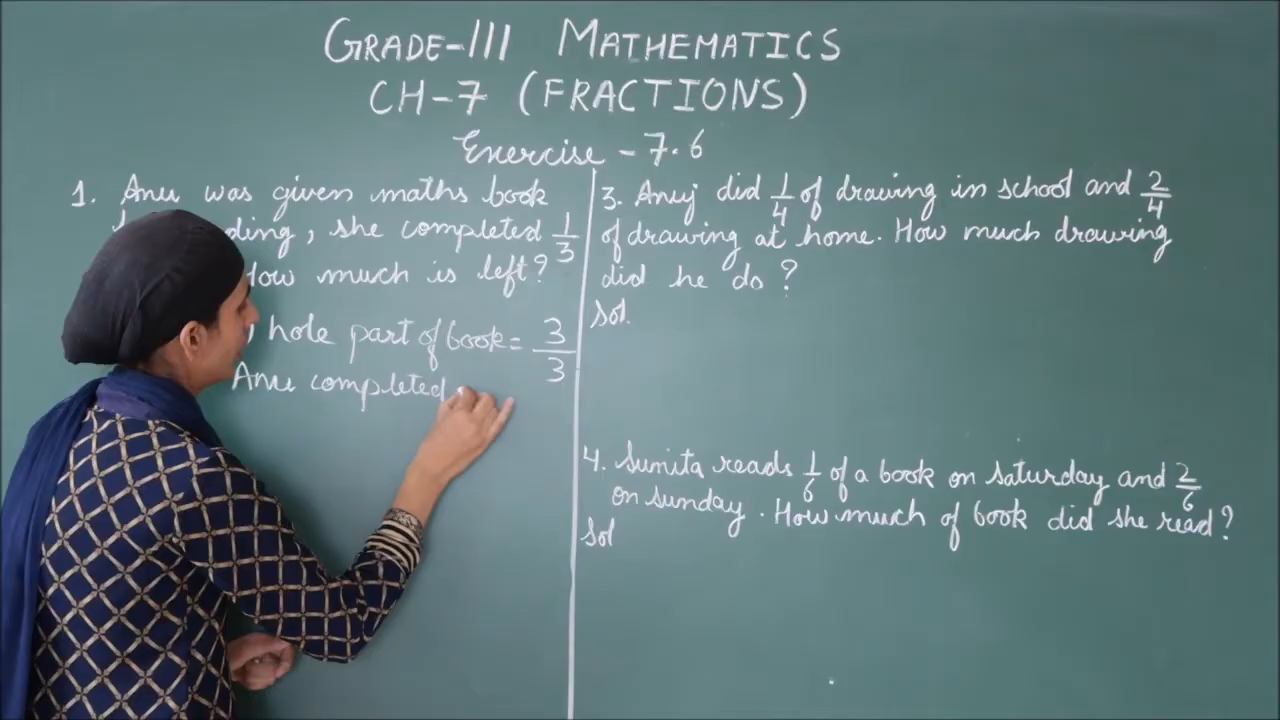 GRADE-III MATHEMATICS
CH-7 (FRACTIONS)
Exercise - 7.6
1. Anu was given maths book
ding, she completed 1/3
How much is left?
hole part of book = 3/3
Anu completed
3. Anuj did 1/4 of drawing in school and 2/4
of drawing at home. How much drawing
did he do ?
Sol.
4. Sunita reads 1/6 of a book on saturday and 2/6
on sunday. How much of book did she read ?
Sol